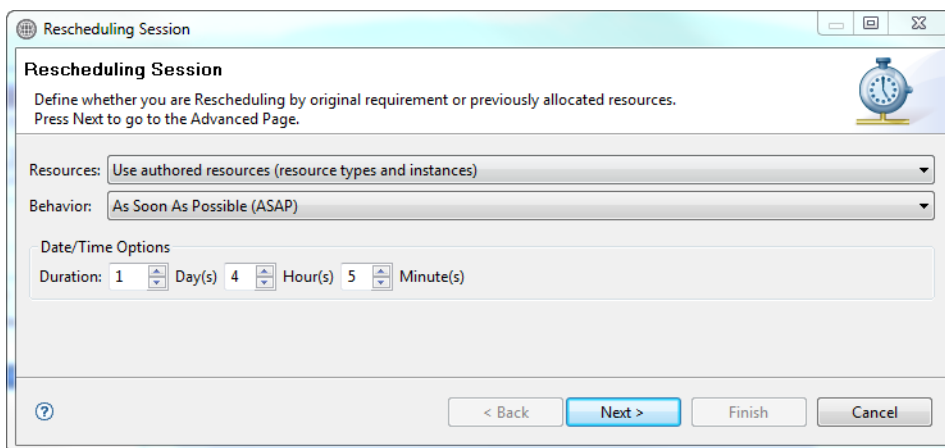 Rescheduling Session
Rescheduling Session
Define whether you are Rescheduling by original requirement or previously allocated resources.
Press Next to go to the Advanced Page.
Resources: Use authored resources (resource types and instances)
Behavior: As Soon As Possible (ASAP)
Date/Time Options
Duration: 1 Day(s) 4 Hour(s) 5 Minute(s)
? < Back Next > Finish Cancel